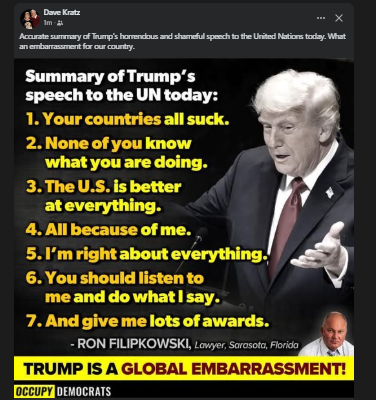 Dave Kratz
1m
Accurate summary of Trump's horrendous and shameful speech to the United Nations today. What
an embarrassment for our country.
Summary of Trump's
speech to the UN today:
1. Your countries all suck.
2. None of you know
what you are doing.
3. The U.S. is better
at everything.
4. All because of me.
5. I'm right about everything.
6. You should listen to
me and do what I say.
7. And give me lots of awards.
- RON FILIPKOWSKI, Lawyer, Sarasota, Florida
TRUMP IS A GLOBAL EMBARRASSMENT!
OCCUPY DEMOCRATS